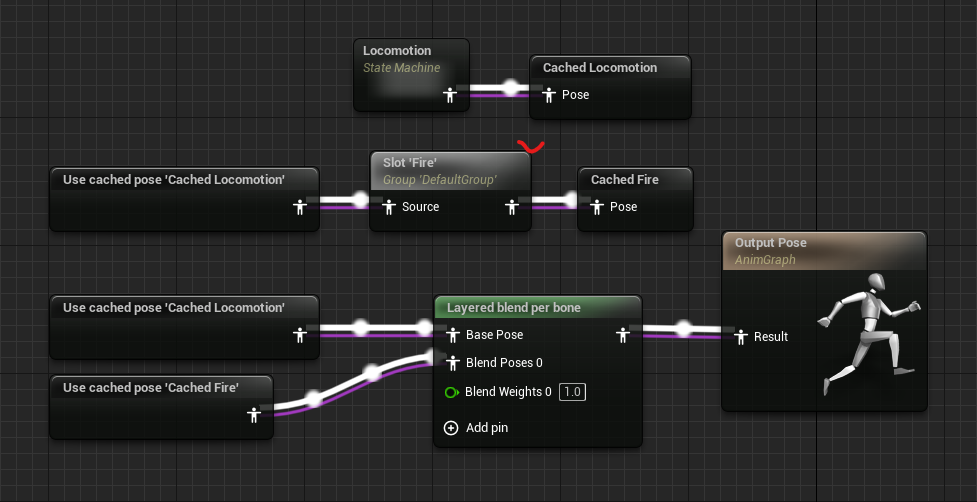 Locomotion
State Machine
Cached Locomotion
Pose
Slot 'Fire'
Group 'DefaultGroup'
Use cached pose 'Cached Locomotion'
Source
Cached Fire
Pose
Output Pose
AnimGraph
Result
Use cached pose 'Cached Locomotion'
Layered blend per bone
Base Pose
Blend Poses 0
Use cached pose 'Cached Fire'
Blend Weights 0 1.0
Add pin